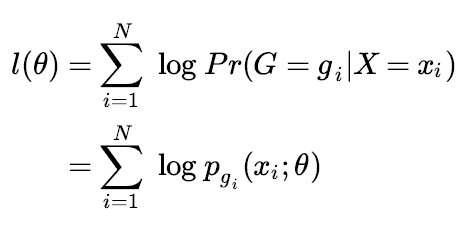 l(θ) = ∑_{i=1}^{N} log Pr(G = g_i|X = x_i)
= ∑_{i=1}^{N} log p_{g_i}(x_i; θ)